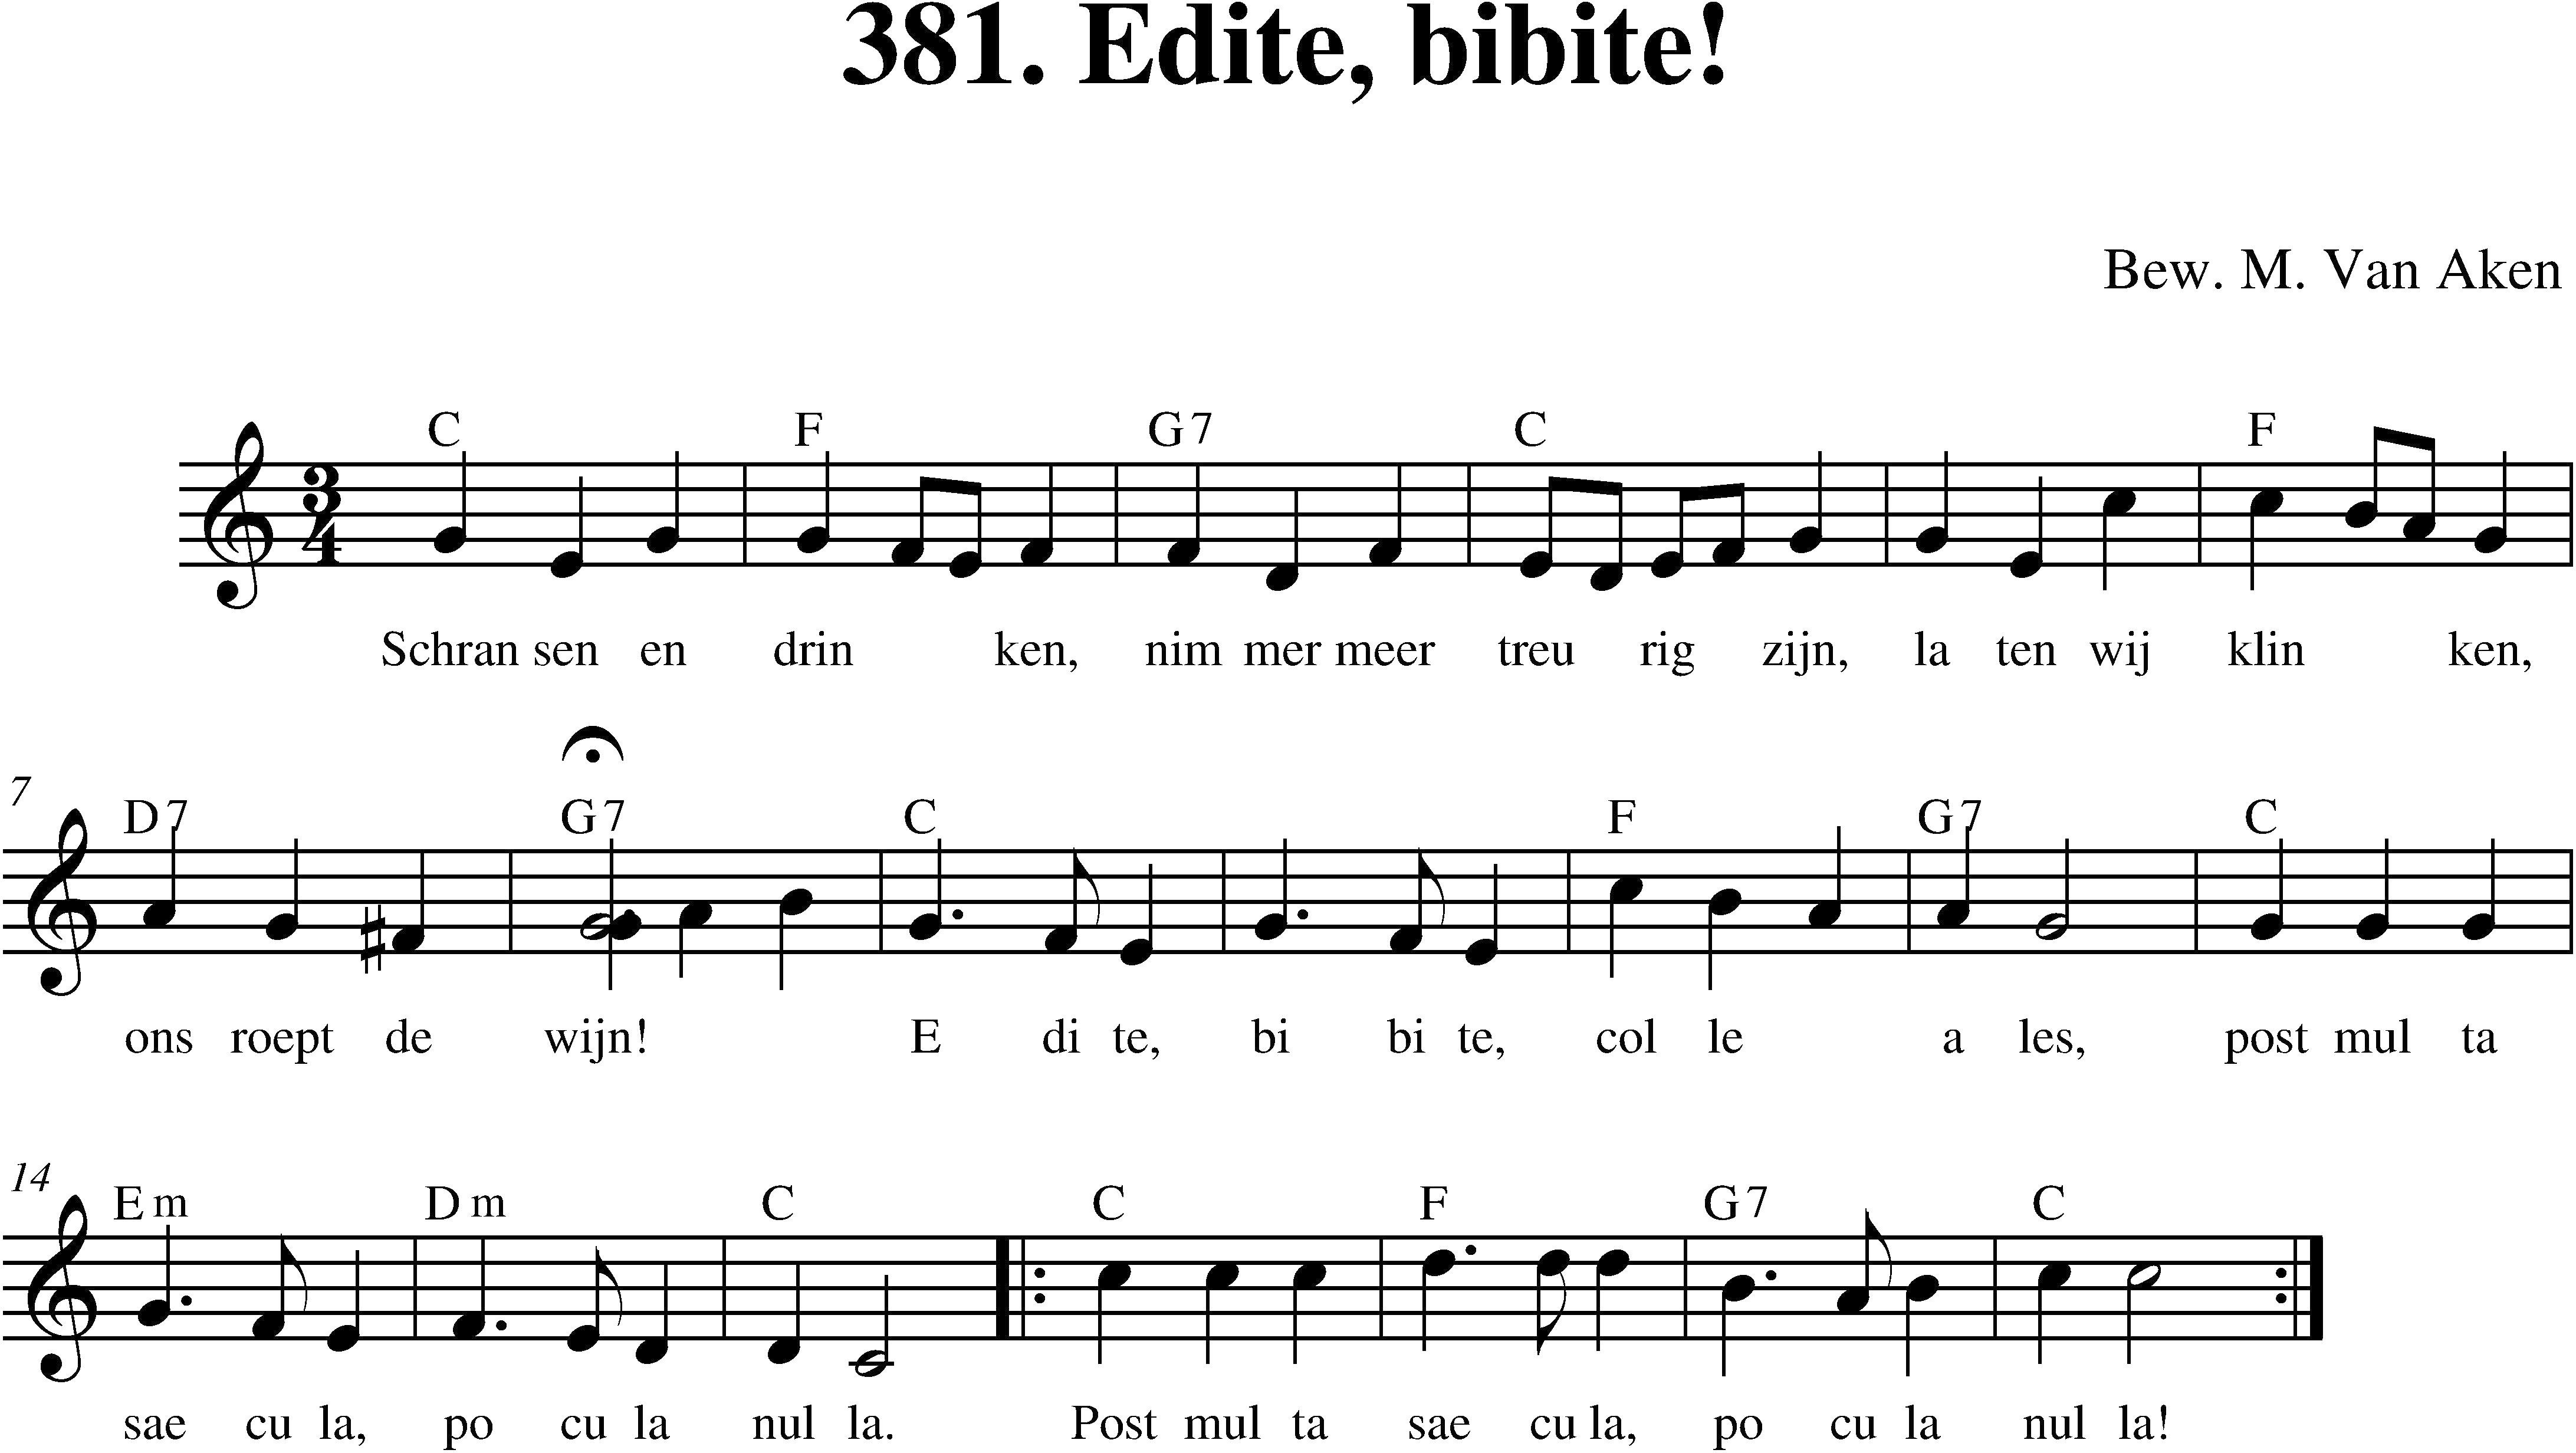 381. Edite, bibite!
Bew. M. Van Aken
C F G7 C F
3
4
Schran sen en drin ken, nim mer meer treu rig zijn, la ten wij klin ken,
7
D7 G7 C F G7 C
ons roept de wijn! E di te, bi bi te, col le a les, post mul ta
14
Em Dm C C F G7 C
sae cu la, po cu la nul la. Post mul ta sae cu la, po cu la nul la!